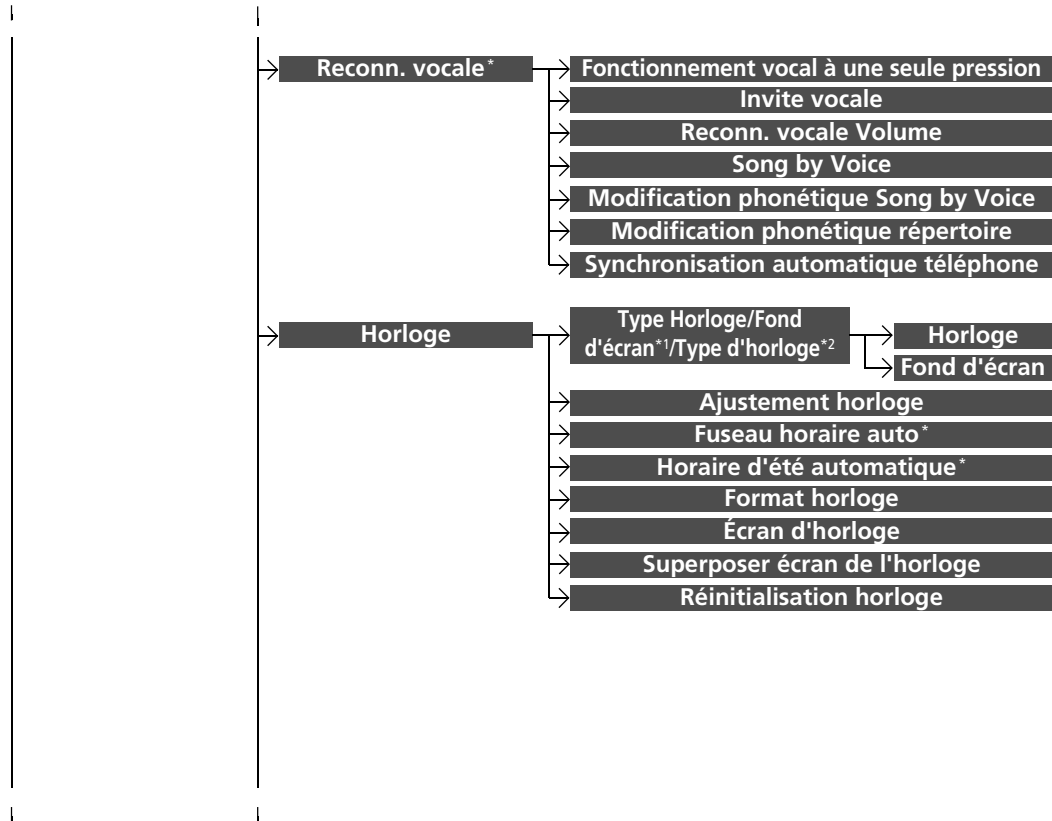 Reconn. vocale*
Fonctionnement vocal à une seule pression
Invite vocale
Reconn. vocale Volume
Song by Voice
Modification phonétique Song by Voice
Modification phonétique répertoire
Synchronisation automatique téléphone
Horloge
Type Horloge/Fond
d'écran*1/Type d'horloge*2
Horloge
Fond d'écran
Ajustement horloge
Fuseau horaire auto*
Horaire d'été automatique*
Format horloge
Écran d'horloge
Superposer écran de l'horloge
Réinitialisation horloge